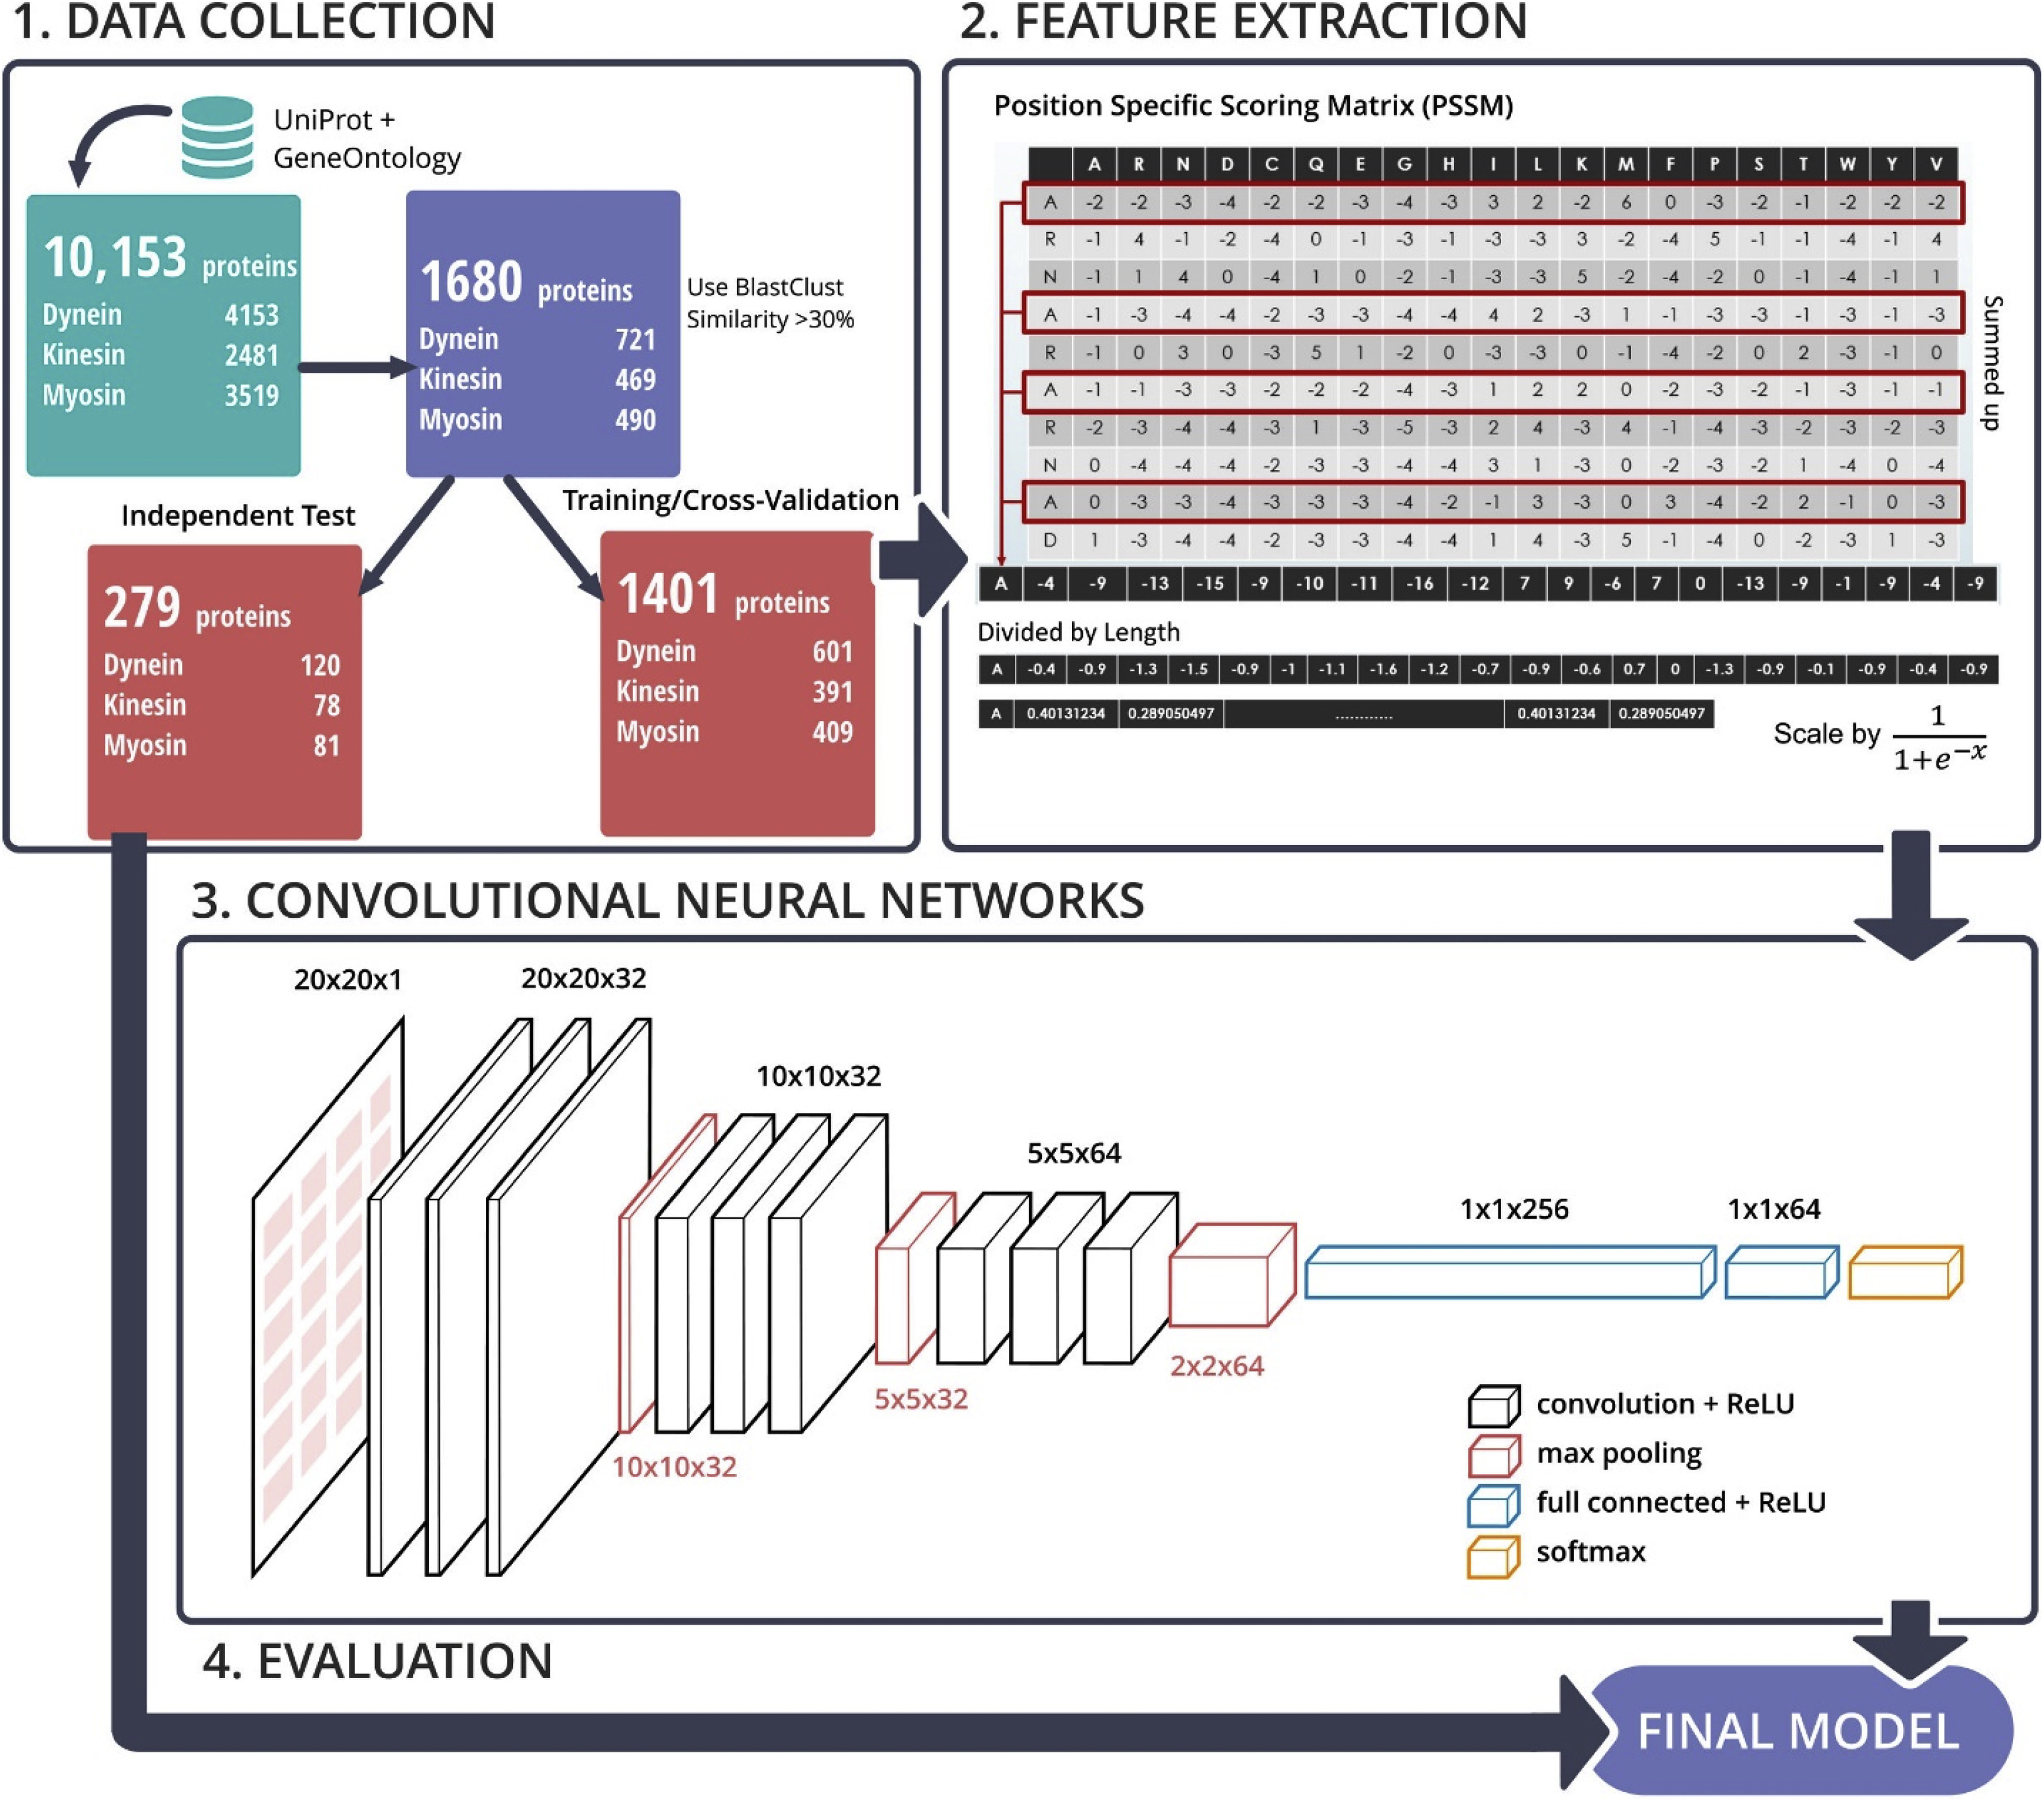 1. DATA COLLECTION
UniProt +
GeneOntology
10,153 proteins
Dynein 4153
Kinesin 2481
Myosin 3519
1680 proteins
Dynein 721
Kinesin 469
Myosin 490
Use BlastClust
Similarity >30%
Independent Test
279 proteins
Dynein 120
Kinesin 78
Myosin 81
Training/Cross-Validation
1401 proteins
Dynein 601
Kinesin 391
Myosin 409
2. FEATURE EXTRACTION
Position Specific Scoring Matrix (PSSM)
A R N D C Q E G H I L K M F P S T W Y V
A -2 -2 -3 -4 -2 -2 -3 -4 -3 3 2 -2 6 0 -3 -2 -1 -2 -2 -2
R -1 4 -1 -2 -4 0 -1 -3 -1 -3 -3 3 -2 -4 5 -1 -1 -4 -1 4
N -1 1 4 0 -4 1 0 -2 -1 -3 -3 5 -2 -4 -2 0 -1 -4 -1 1
A -1 -3 -4 -4 -2 -3 -3 -4 -4 4 2 -3 1 -1 -3 -3 -1 -3 -1 -3
R -1 0 3 0 -3 5 1 -2 0 -3 -3 0 -1 -4 -2 0 2 -3 -1 0
A -1 -1 -3 -3 -2 -2 -2 -4 -3 1 2 2 0 -2 -3 -2 -1 -3 -1 -1
R -2 -3 -4 -4 -3 1 -3 -5 -3 2 4 -3 4 -1 -4 -3 -2 -3 -2 -3
N 0 -4 -4 -4 -2 -3 -3 -4 -4 3 1 -3 0 -2 -3 -2 1 -4 0 -4
A 0 -3 -3 -4 -3 -3 -3 -4 -2 -1 3 -3 0 3 -4 -2 2 -1 0 -3
D 1 -3 -4 -4 -2 -3 -3 -4 -4 1 4 -3 5 -1 -4 0 -2 -3 1 -3
Summed up
A -4 -9 -13 -15 -9 -10 -11 -16 -12 7 9 -6 7 0 -13 -9 -1 -9 -4 -9
Divided by Length
A -0.4 -0.9 -1.3 -1.5 -0.9 -1 -1.1 -1.6 -1.2 -0.7 -0.9 -0.6 0.7 0 -1.3 -0.9 -0.1 -0.9 -0.4 -0.9
A 0.40131234 0.289050497 ............ 0.40131234 0.289050497
Scale by 1/(1+e^{-x})
3. CONVOLUTIONAL NEURAL NETWORKS
20x20x1
20x20x32
10x10x32
5x5x64
1x1x256
1x1x64
2x2x64
5x5x32
10x10x32
convolution + ReLU
max pooling
full connected + ReLU
softmax
4. EVALUATION
FINAL MODEL